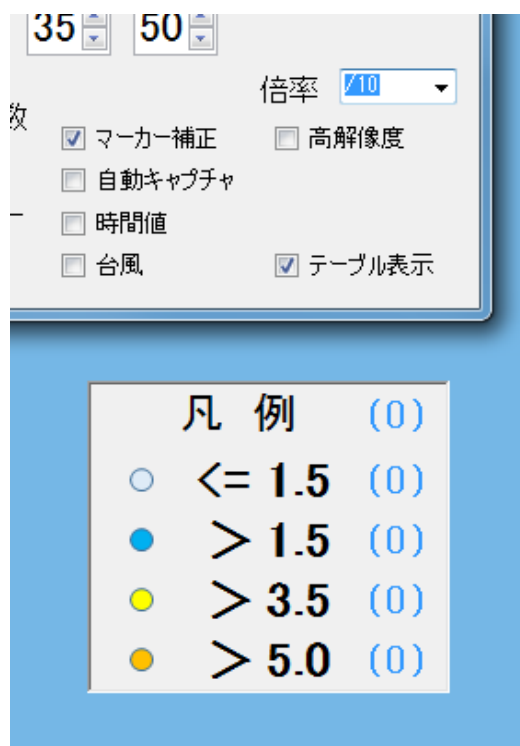 35 50
倍率 /10
数
マーカー補正 高解像度
自動キャプチャ
ー
時間値
台風 テーブル表示
凡 例 (0)
<= 1.5 (0)
> 1.5 (0)
> 3.5 (0)
> 5.0 (0)